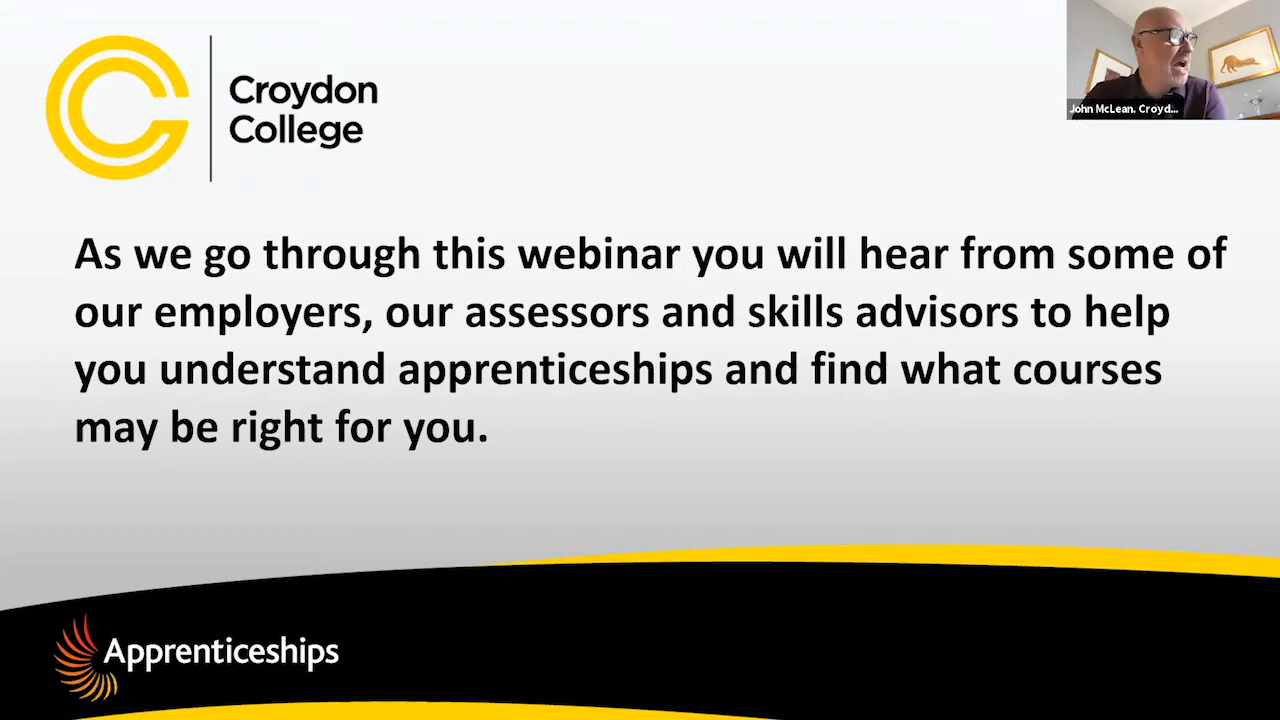 Croydon
College
John McLean. Croyd...
As we go through this webinar you will hear from some of
our employers, our assessors and skills advisors to help
you understand apprenticeships and find what courses
may be right for you.
Apprenticeships